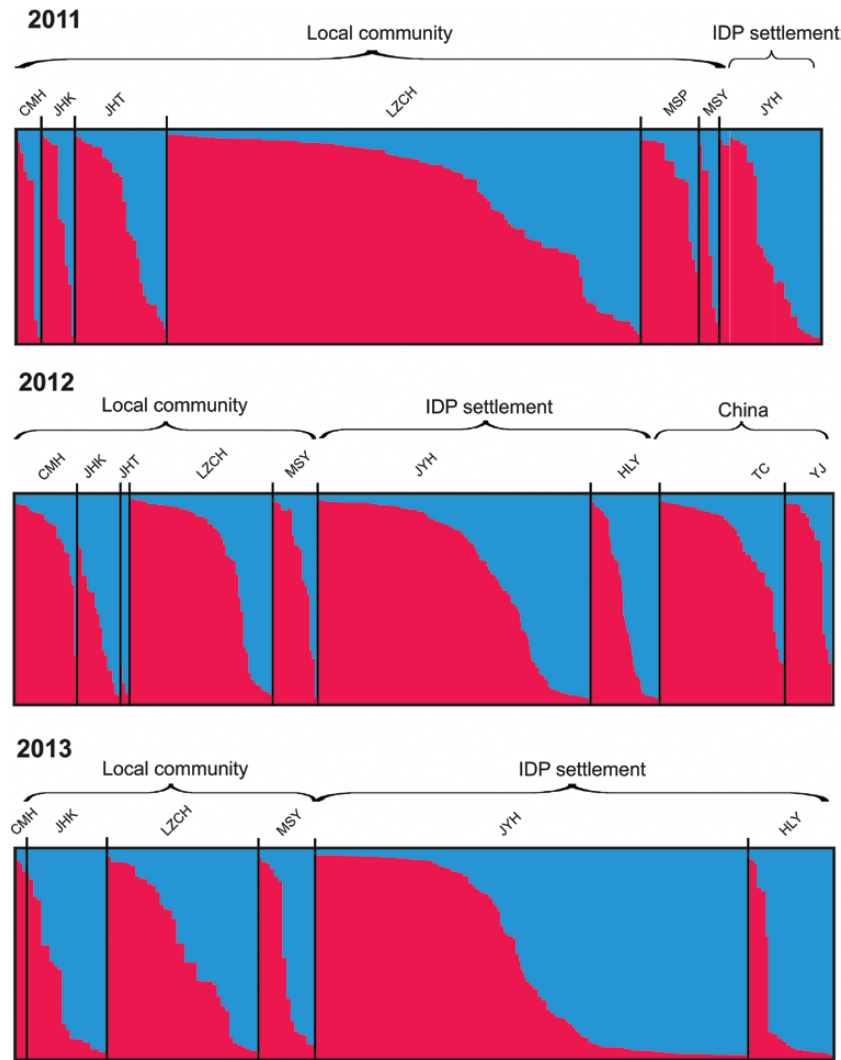 2011
Local community IDP settlement
CMH JHK JHT LZCH MSP MSY JYH
2012
Local community IDP settlement China
CMH JHK JHT LZCH MSY JYH HLY TC YJ
2013
Local community IDP settlement
CMH JHK LZCH MSY JYH HLY